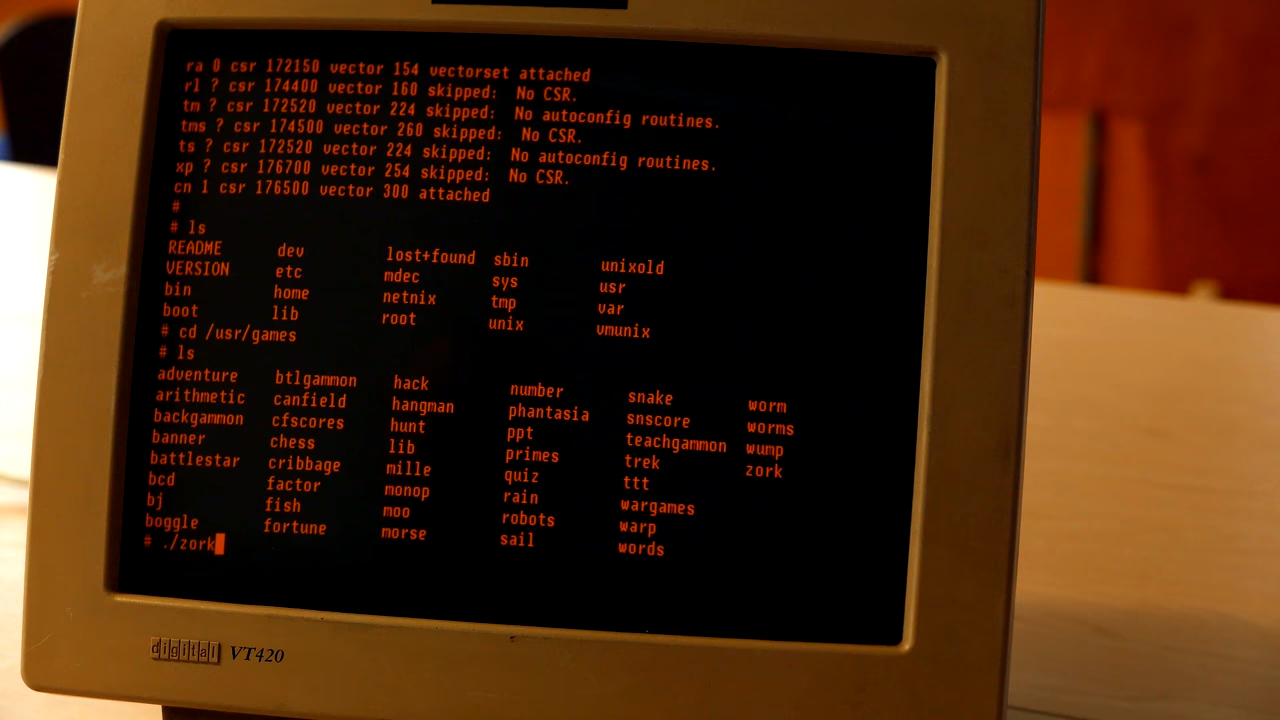 ra 0 csr 172150 vector 154 vectorset attached
rl ? csr 174400 vector 160 skipped:  No CSR.
tm ? csr 172520 vector 224 skipped:  No autoconfig routines.
tms ? csr 174500 vector 260 skipped:  No CSR.
ts ? csr 172520 vector 224 skipped:  No autoconfig routines.
xp ? csr 176700 vector 254 skipped:  No CSR.
cn 1 csr 176500 vector 300 attached
#
# ls
README dev lost+found sbin unixold
VERSION etc mdec sys usr
bin home netnix tmp var
boot lib root unix vmunix
# cd /usr/games
# ls
adventure btlgammon hack number snake worm
arithmetic canfield hangman phantasia snscore worms
backgammon cfscores hunt ppt teachgammon wump
banner chess lib primes trek zork
battlestar cribbage mille quiz ttt
bcd factor monop rain wargames
bj fish moo robots warp
boggle fortune morse sail words
# ./zork
digital VT420